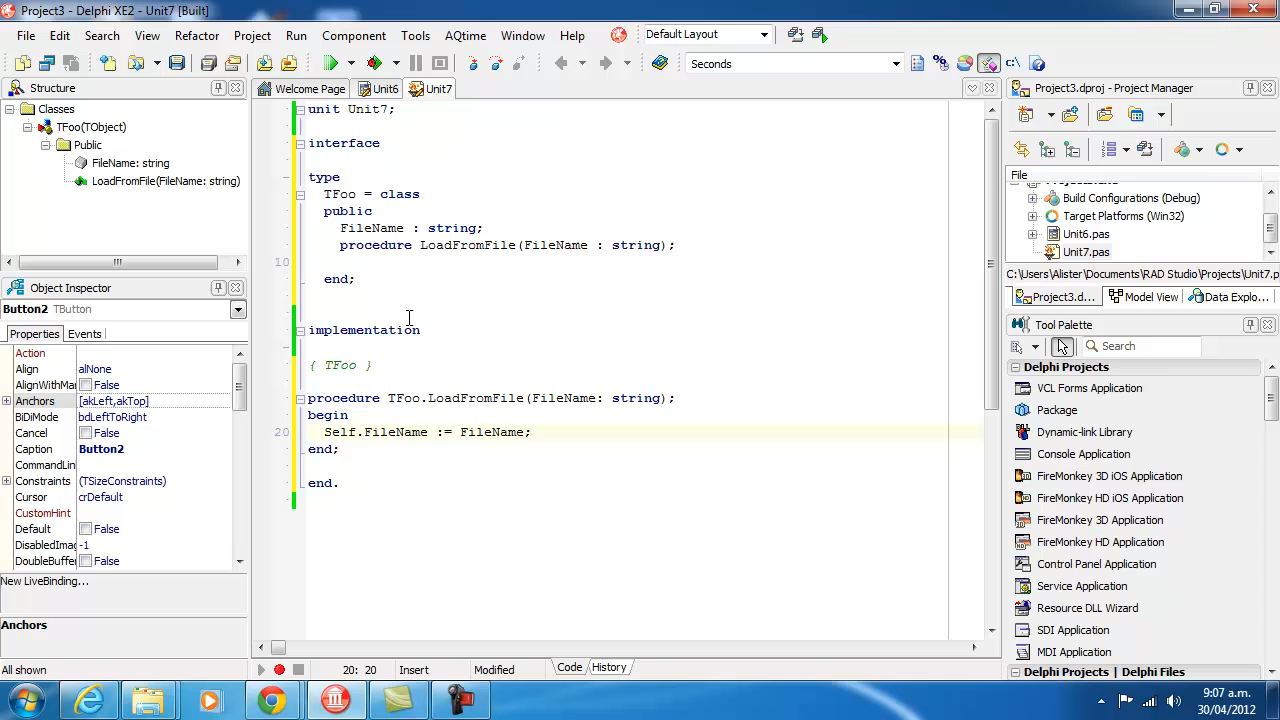 Project3 - Delphi XE2 - Unit7 [Built]
File Edit Search View Refactor Project Run Component Tools AQtime Window Help Default Layout
Seconds
Structure
Classes
TFoo(TObject)
Public
FileName: string
LoadFromFile(FileName: string)
Object Inspector
Button2 TButton
Properties Events
Action
Align alNone
AlignWithMa False
Anchors [akLeft,akTop]
BiDiMode bdLeftToRight
Cancel False
Caption Button2
CommandLin
Constraints (TSizeConstraints)
Cursor crDefault
CustomHint
Default False
DisabledImag -1
DoubleBuffer False
New LiveBinding...
Anchors
All shown
Welcome Page Unit6 Unit7
unit Unit7;
interface
type
TFoo = class
public
FileName : string;
procedure LoadFromFile(FileName : string);
10
end;
implementation
{ TFoo }
procedure TFoo.LoadFromFile(FileName: string);
begin
20 Self.FileName := FileName;
end;
end.
20: 20 Insert Modified Code History
Project3.dproj - Project Manager
File
Build Configurations (Debug)
Target Platforms (Win32)
Unit6.pas
Unit7.pas
C:\Users\Alister\Documents\RAD Studio\Projects\Unit7.p
Project3.d... Model View Data Explo...
Tool Palette
Search
Delphi Projects
VCL Forms Application
Package
Dynamic-link Library
Console Application
FireMonkey 3D iOS Application
FireMonkey HD iOS Application
FireMonkey 3D Application
FireMonkey HD Application
Control Panel Application
Service Application
Resource DLL Wizard
SDI Application
MDI Application
Delphi Projects | Delphi Files
9:07 a.m.
30/04/2012